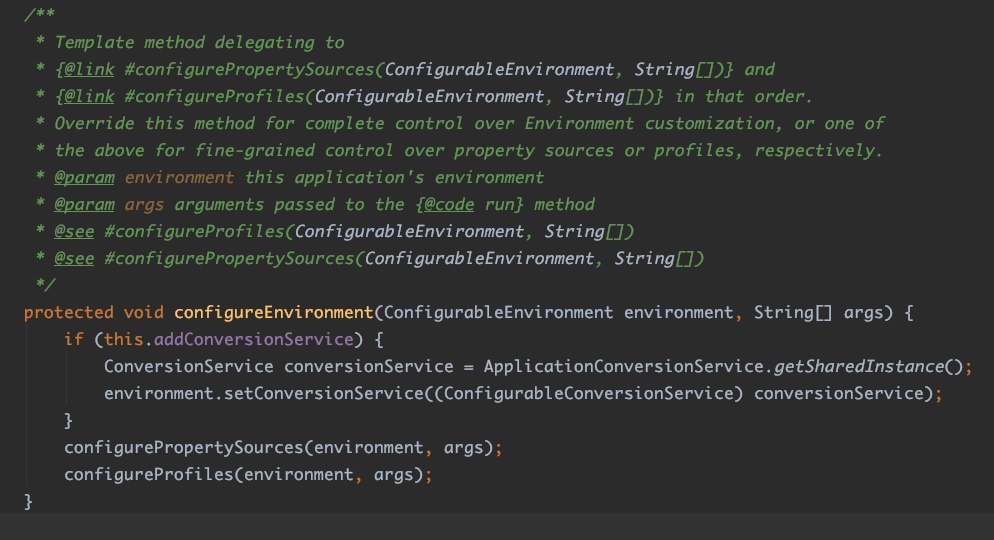 /**
 * Template method delegating to
 * {@link #configurePropertySources(ConfigurableEnvironment, String[])} and
 * {@link #configureProfiles(ConfigurableEnvironment, String[])} in that order.
 * Override this method for complete control over Environment customization, or one of
 * the above for fine-grained control over property sources or profiles, respectively.
 * @param environment this application's environment
 * @param args arguments passed to the {@code run} method
 * @see #configureProfiles(ConfigurableEnvironment, String[])
 * @see #configurePropertySources(ConfigurableEnvironment, String[])
 */
protected void configureEnvironment(ConfigurableEnvironment environment, String[] args) {
    if (this.addConversionService) {
        ConversionService conversionService = ApplicationConversionService.getSharedInstance();
        environment.setConversionService((ConfigurableConversionService) conversionService);
    }
    configurePropertySources(environment, args);
    configureProfiles(environment, args);
}